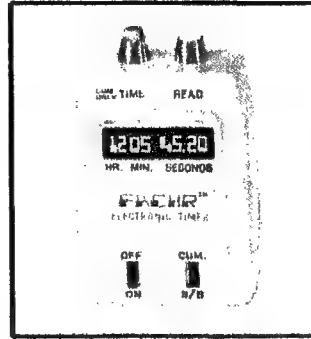 TIME READ
1205 45.20
HR. MIN. SECONDS
ELECTRONIC TIMER
OFF CUM.
ON